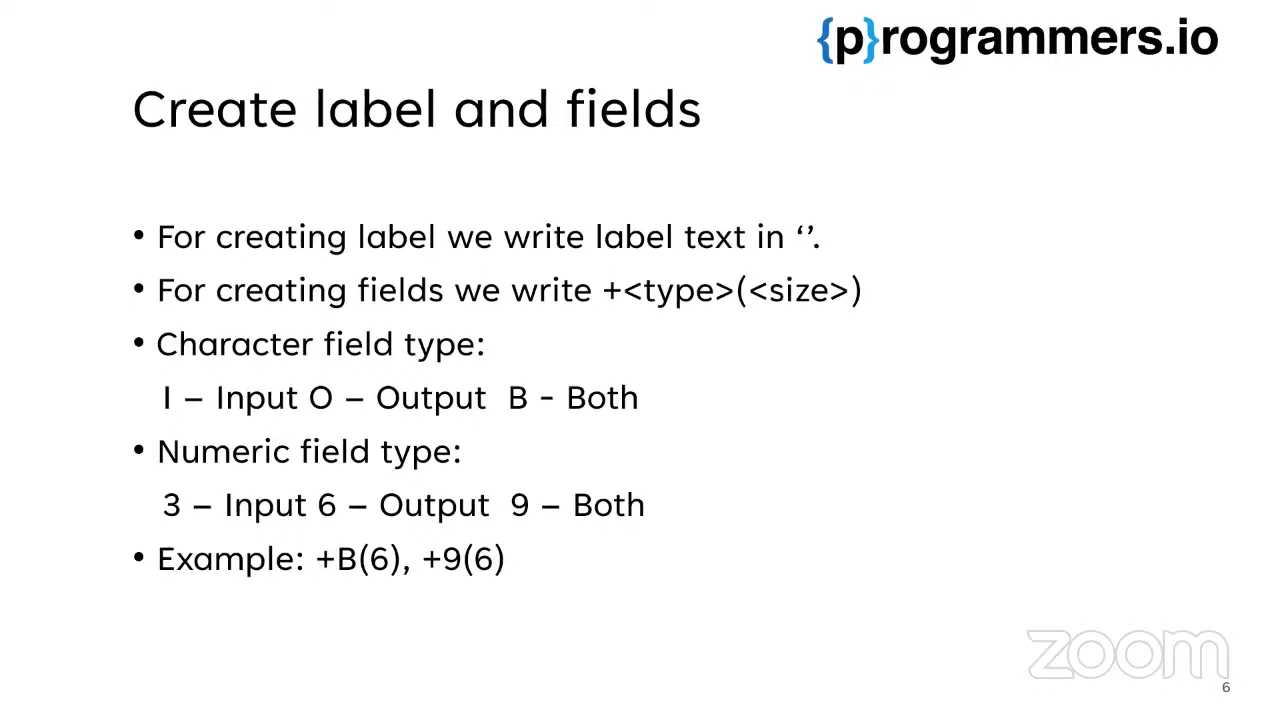 {p}rogrammers.io
Create label and fields
• For creating label we write label text in ‘’.
• For creating fields we write +<type>(<size>)
• Character field type:
I – Input O – Output  B - Both
• Numeric field type:
3 – Input 6 – Output  9 – Both
• Example: +B(6), +9(6)
zoom
6